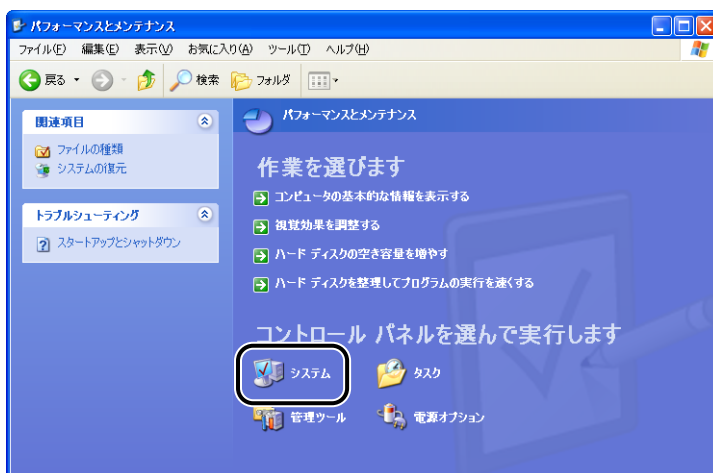 パフォーマンスとメンテナンス
ファイル(F) 編集(E) 表示(V) お気に入り(A) ツール(T) ヘルプ(H)
戻る 検索 フォルダ
関連項目
ファイルの種類
システムの復元
トラブルシューティング
スタートアップとシャットダウン
パフォーマンスとメンテナンス
作業を選びます
コンピュータの基本的な情報を表示する
視覚効果を調整する
ハード ディスクの空き容量を増やす
ハード ディスクを整理してプログラムの実行を速くする
コントロール パネルを選んで実行します
システム タスク
管理ツール 電源オプション